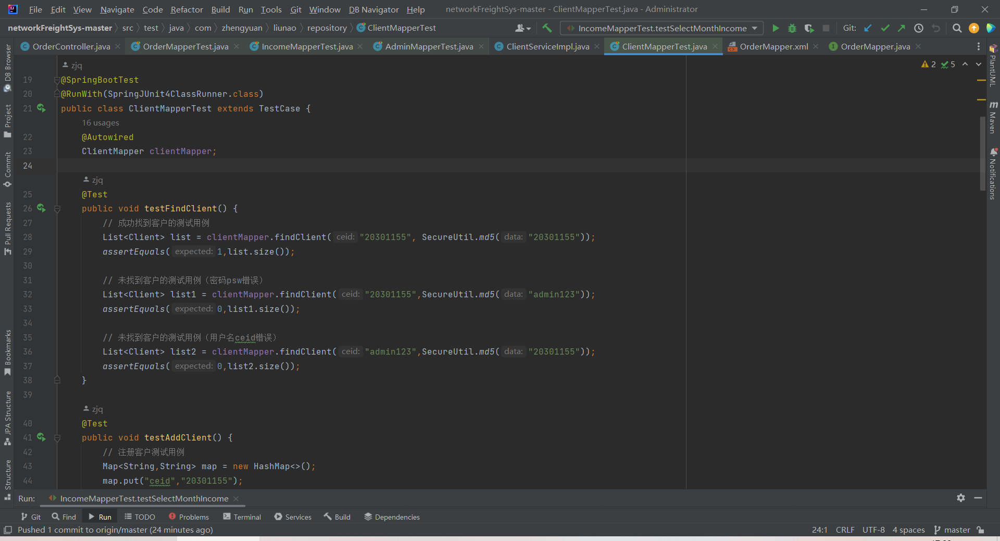 File Edit View Navigate Code Refactor Build Run Tools Git Window DB Navigator Help networkFreightSys-master - ClientMapperTest.java - Administrator
networkFreightSys-master src test java com zhengyuan liunao repository ClientMapperTest IncomeMapperTest.testSelectMonthIncome Git:
OrderController.java OrderMapperTest.java IncomeMapperTest.java AdminMapperTest.java ClientServiceImpl.java ClientMapperTest.java OrderMapper.xml OrderMapper.java
DB Browser
Project
Commit
Pull Requests
Bookmarks
JPA Structure
Structure
zjq
2 5
19 @SpringBootTest
20 @RunWith(SpringJUnit4ClassRunner.class)
21 public class ClientMapperTest extends TestCase {
16 usages
22 @Autowired
23 ClientMapper clientMapper;
24
zjq
25 @Test
26 public void testFindClient() {
27 // 成功找到客户的测试用例
28 List<Client> list = clientMapper.findClient( ceid: "20301155", SecureUtil.md5( data: "20301155"));
29 assertEquals( expected: 1,list.size());
30
31 // 未找到客户的测试用例（密码psw错误）
32 List<Client> list1 = clientMapper.findClient( ceid: "20301155",SecureUtil.md5( data: "admin123"));
33 assertEquals( expected: 0,list1.size());
34
35 // 未找到客户的测试用例（用户名ceid错误）
36 List<Client> list2 = clientMapper.findClient( ceid: "admin123",SecureUtil.md5( data: "20301155"));
37 assertEquals( expected: 0,list2.size());
38 }
39
zjq
40 @Test
41 public void testAddClient() {
42 // 注册客户测试用例
43 Map<String,String> map = new HashMap<>();
44 map.put("ceid","20301155");
PlantUML
m Maven
Notifications
Run: IncomeMapperTest.testSelectMonthIncome
Git Find Run TODO Problems Terminal Services Build Dependencies
Pushed 1 commit to origin/master (24 minutes ago) 24:1 CRLF UTF-8 4 spaces master